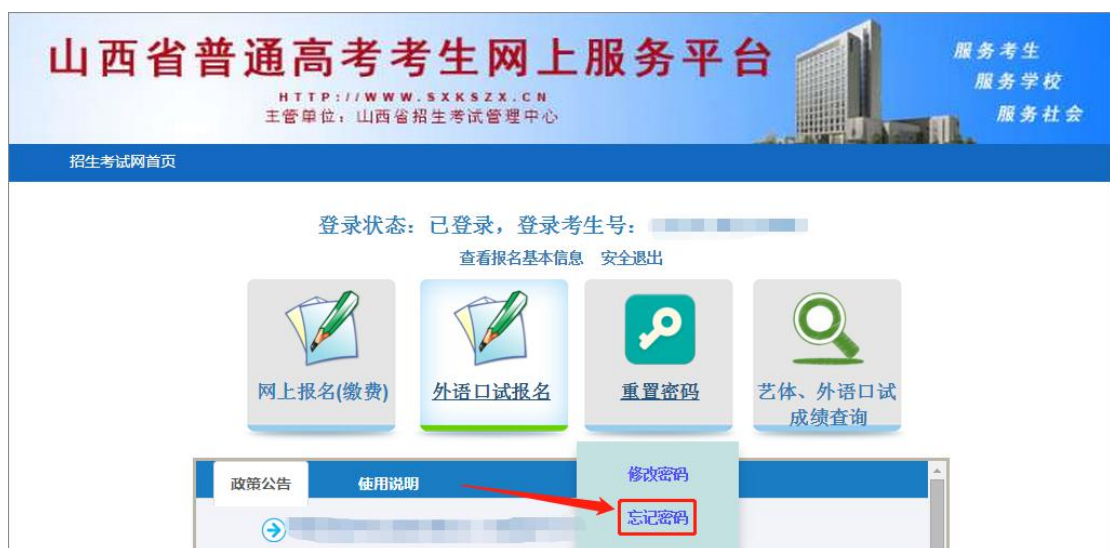 山西省普通高考考生网上服务平台
HTTP://WWW.SXKSZX.CN
主管单位：山西省招生考试管理中心
服务考生
服务学校
服务社会
招生考试网首页
登录状态：已登录，登录考生号：
查看报名基本信息 安全退出
网上报名(缴费)
外语口试报名
重置密码
艺体、外语口试
成绩查询
政策公告
使用说明
修改密码
忘记密码